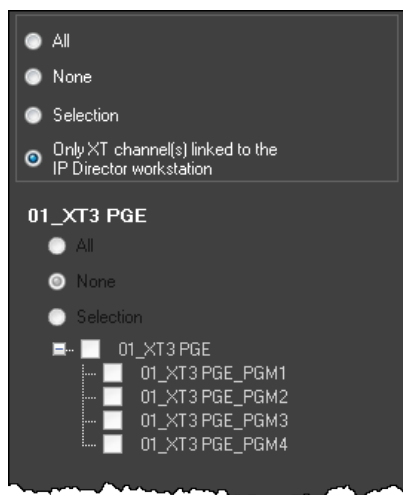 All
None
Selection
Only XT channel(s) linked to the
IP Director workstation
01_XT3 PGE
All
None
Selection
01_XT3 PGE
01_XT3 PGE_PGM1
01_XT3 PGE_PGM2
01_XT3 PGE_PGM3
01_XT3 PGE_PGM4